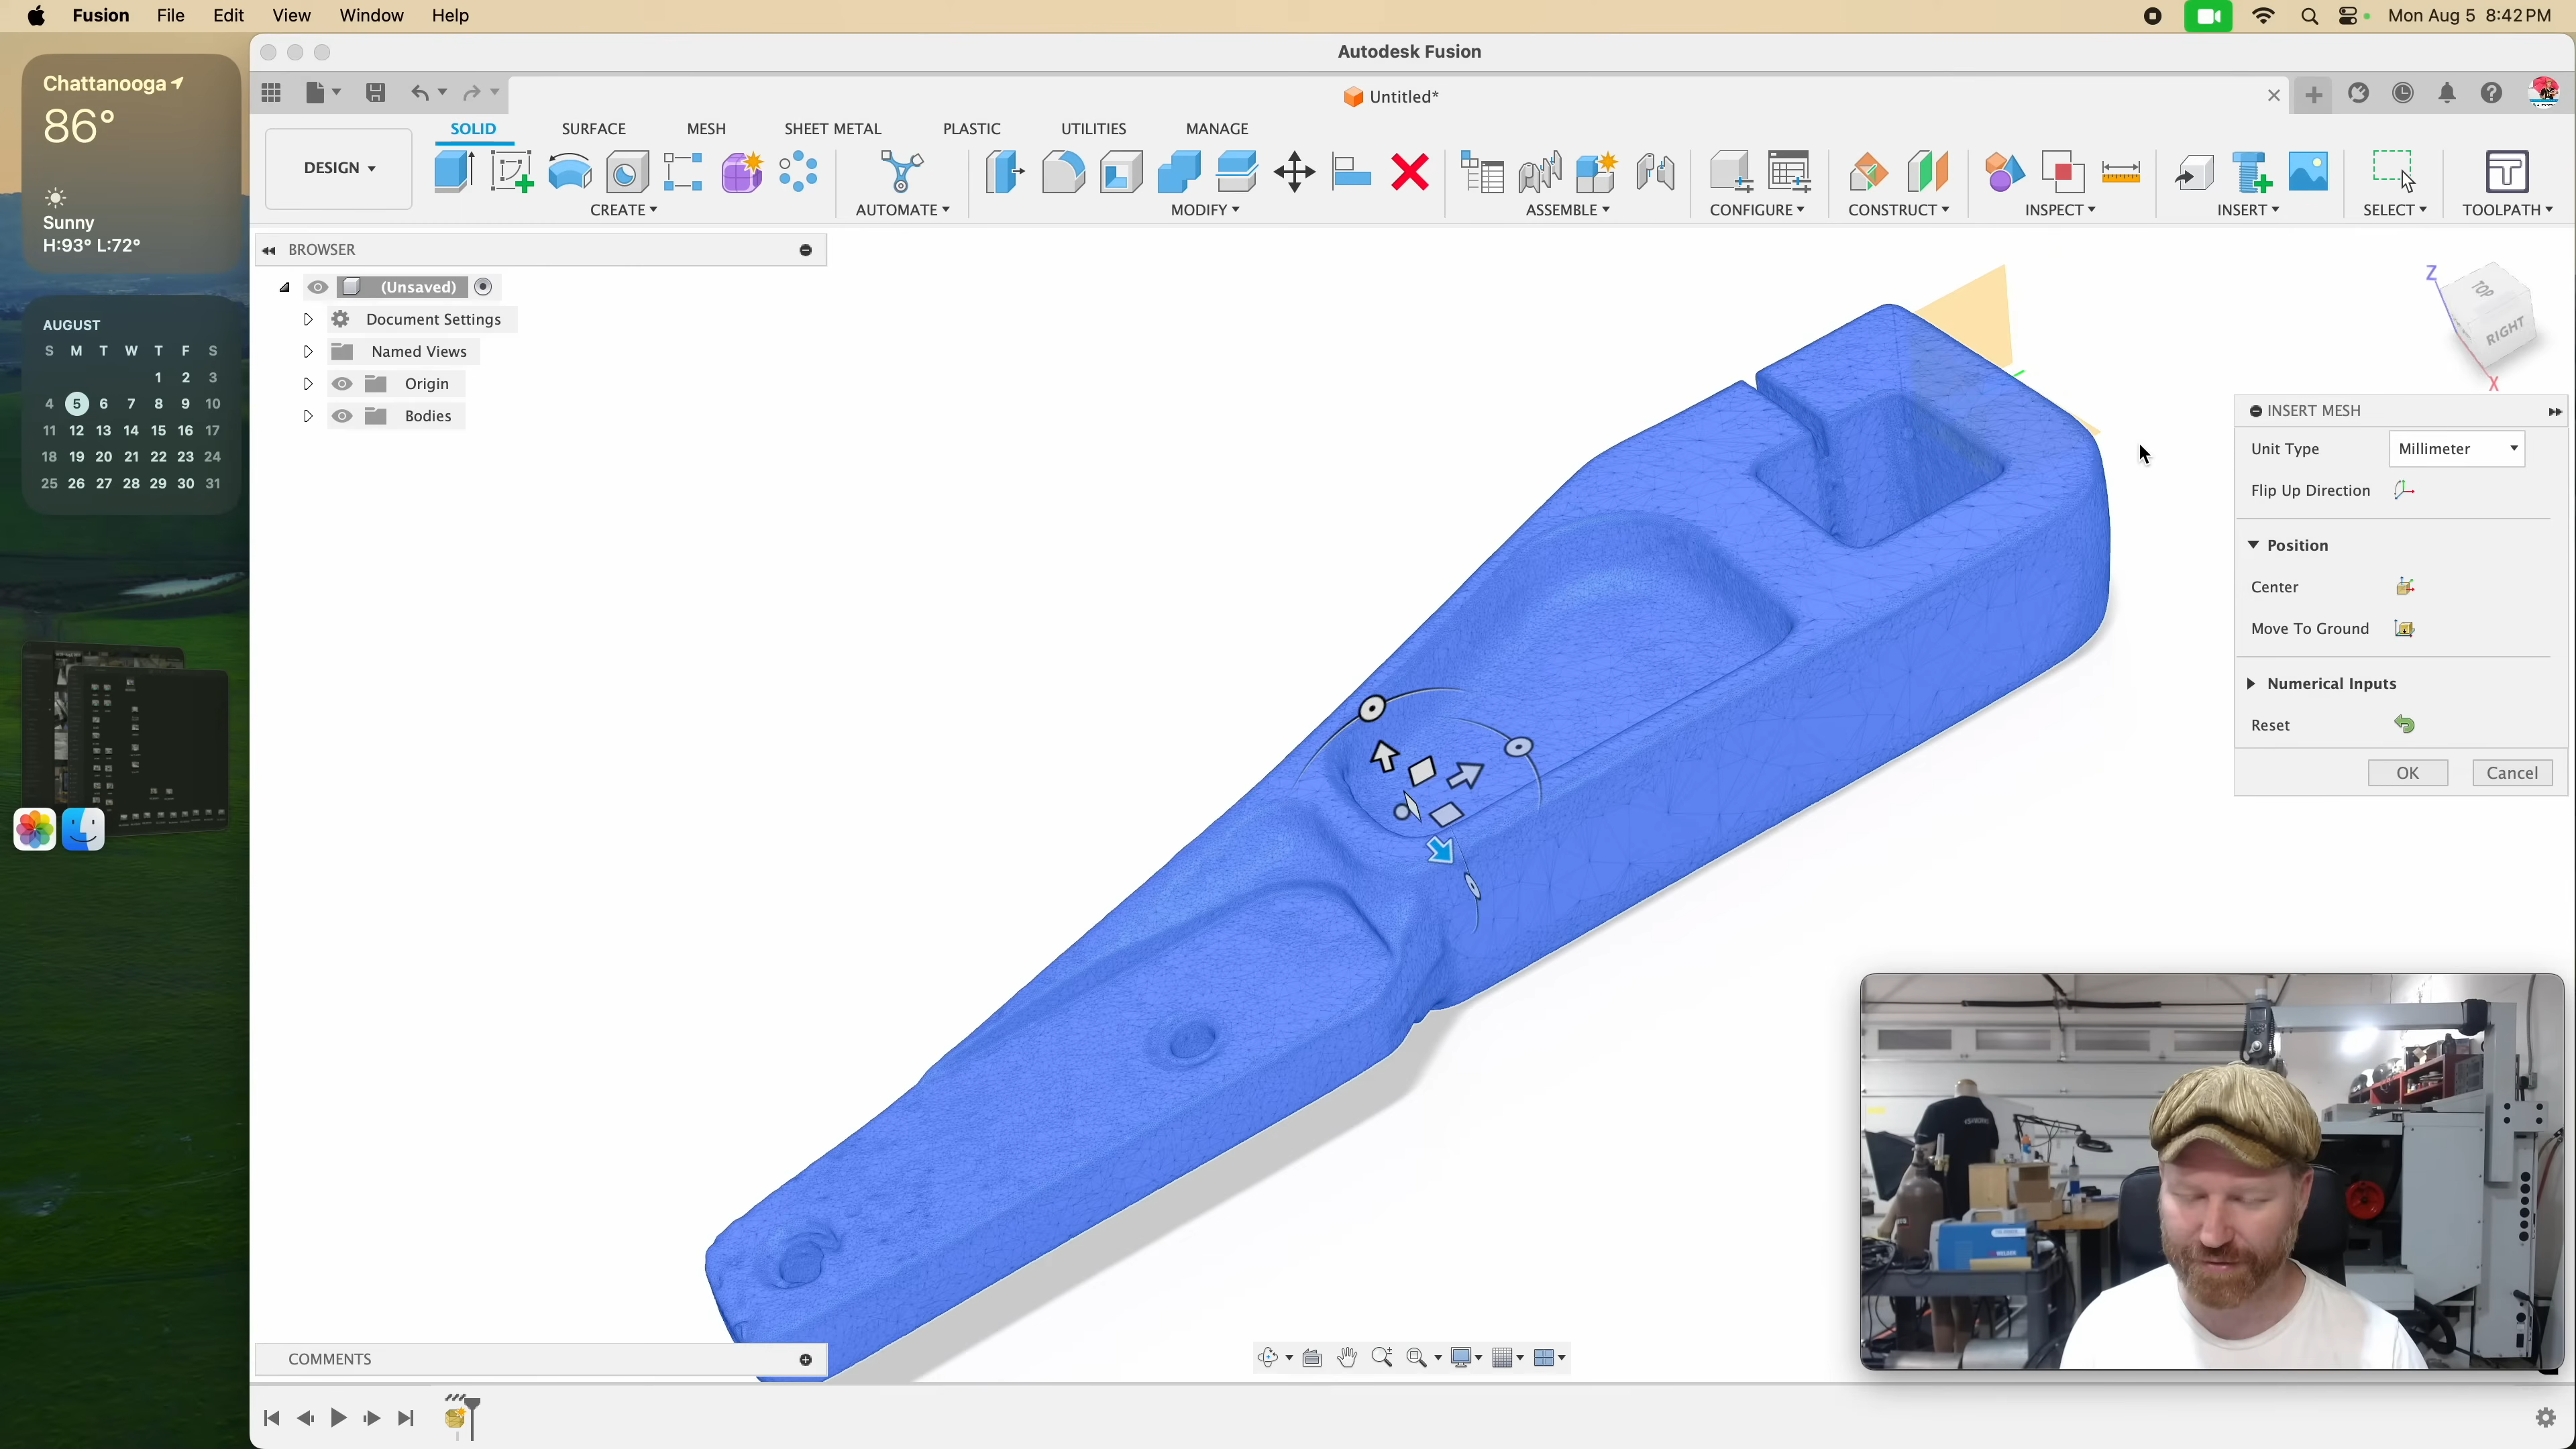 Fusion File Edit View Window Help
Mon Aug 5 8:42 PM
Chattanooga
86°
Sunny
H:93° L:72°
AUGUST
S M T W T F S
1 2 3
4 5 6 7 8 9 10
11 12 13 14 15 16 17
18 19 20 21 22 23 24
25 26 27 28 29 30 31
Autodesk Fusion
Untitled*
DESIGN
SOLID SURFACE MESH SHEET METAL PLASTIC UTILITIES MANAGE
CREATE AUTOMATE MODIFY ASSEMBLE CONFIGURE CONSTRUCT INSPECT INSERT SELECT TOOLPATH
BROWSER
(Unsaved)
Document Settings
Named Views
Origin
Bodies
Z
TOP
RIGHT
X
INSERT MESH
Unit Type Millimeter
Flip Up Direction
Position
Center
Move To Ground
Numerical Inputs
Reset
OK Cancel
COMMENTS